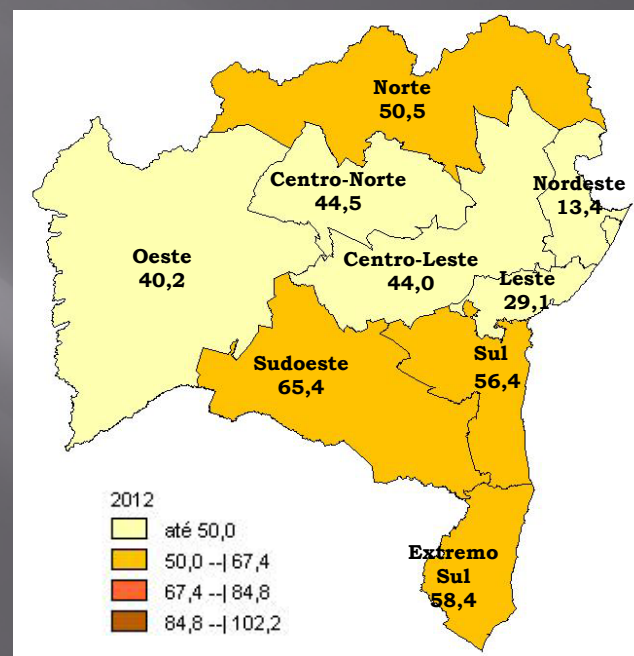 Norte
50,5
Centro-Norte
44,5
Nordeste
13,4
Oeste
40,2
Centro-Leste
44,0
Leste
29,1
Sudoeste
65,4
Sul
56,4
Extremo
Sul
58,4
2012
até 50,0
50,0 --| 67,4
67,4 --| 84,8
84,8 --| 102,2